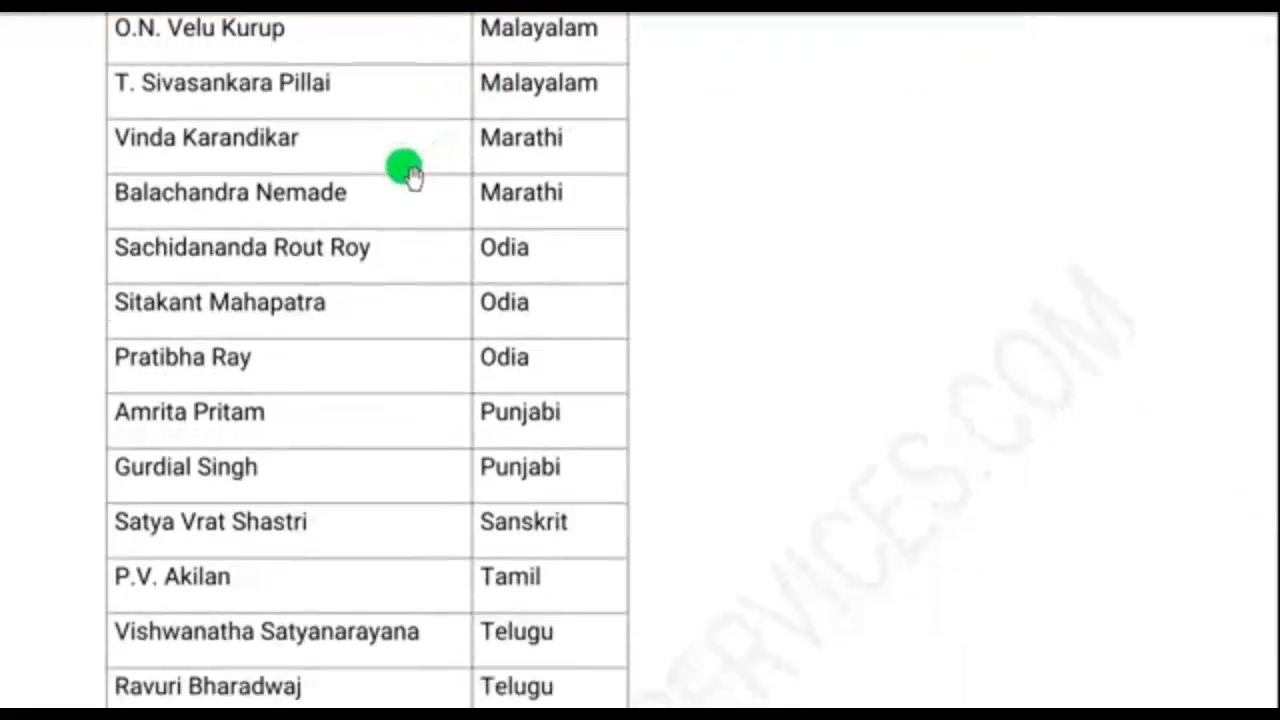 O.N. Velu Kurup Malayalam
T. Sivasankara Pillai Malayalam
Vinda Karandikar Marathi
Balachandra Nemade Marathi
Sachidananda Rout Roy Odia
Sitakant Mahapatra Odia
Pratibha Ray Odia
Amrita Pritam Punjabi
Gurdial Singh Punjabi
Satya Vrat Shastri Sanskrit
P.V. Akilan Tamil
Vishwanatha Satyanarayana Telugu
Ravuri Bharadwaj Telugu
SERVICES.COM